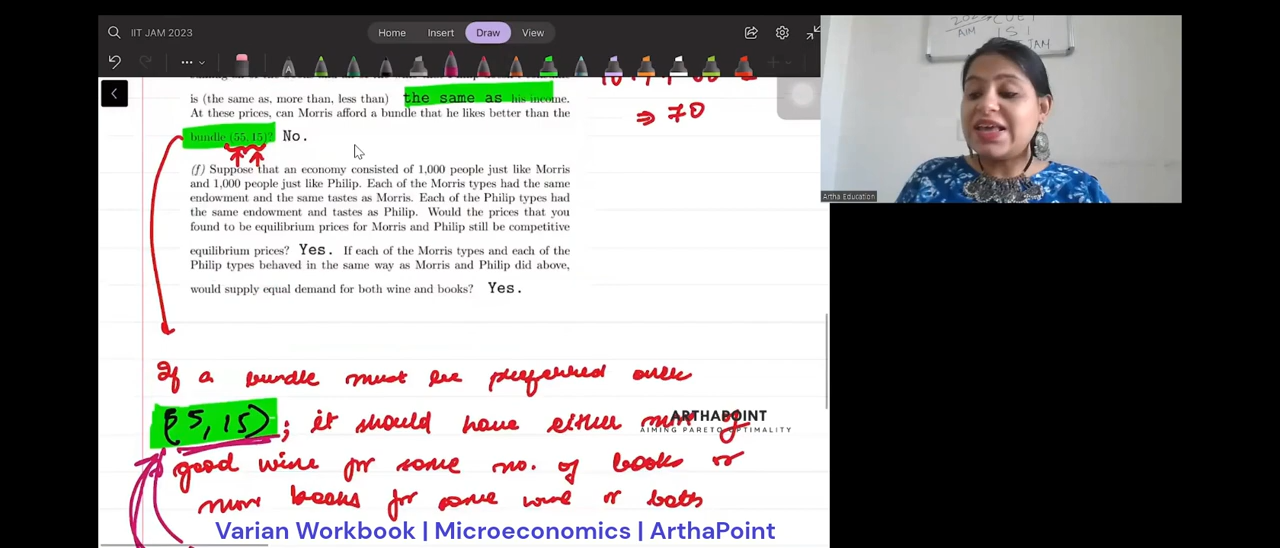 IIT JAM 2023
Home Insert Draw View
is (the same as, more than, less than) the same as his income.
At these prices, can Morris afford a bundle that he likes better than the
bundle (55, 15)? No.
⇒ 70
(f) Suppose that an economy consisted of 1,000 people just like Morris
and 1,000 people just like Philip. Each of the Morris types had the same
endowment and the same tastes as Morris. Each of the Philip types had
the same endowment and tastes as Philip. Would the prices that you
found to be equilibrium prices for Morris and Philip still be competitive
equilibrium prices? Yes. If each of the Morris types and each of the
Philip types behaved in the same way as Morris and Philip did above,
would supply equal demand for both wine and books? Yes.
If a bundle must be preferred over
(55, 15); it should have either more of
good wine for same no. of books or
more books for same wine or both
ARTHAPOINT
AIMING PARETO OPTIMALITY
Varian Workbook | Microeconomics | ArthaPoint
Artha Education
CUET
AIM ISI
JAM